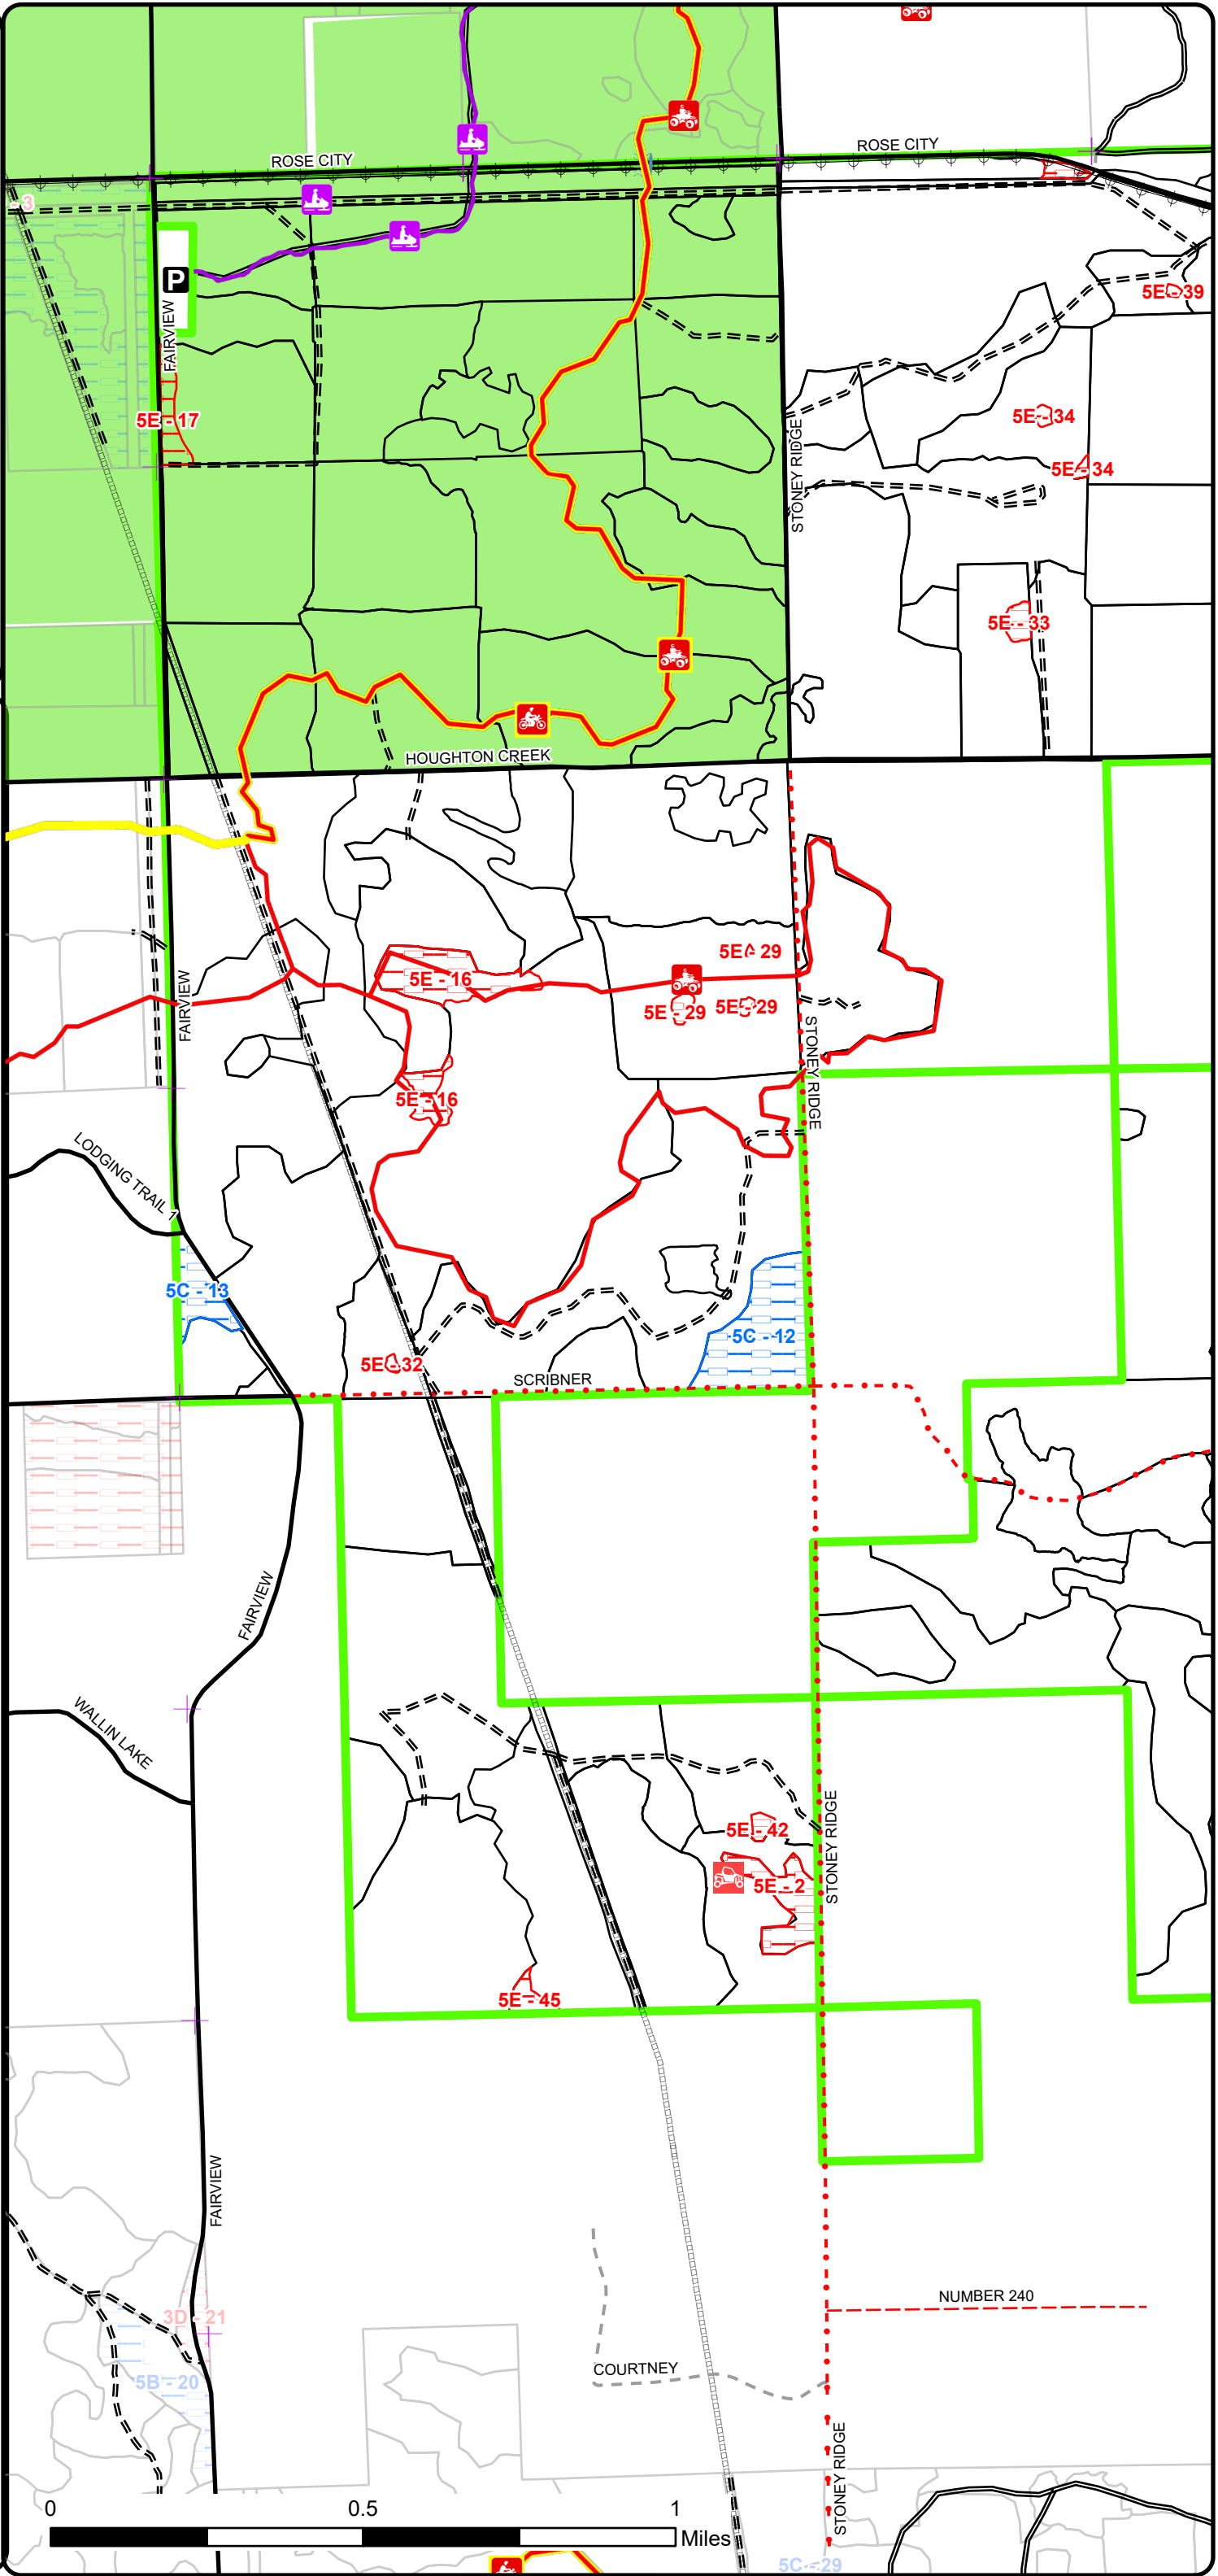 ROSE CITY
ROSE CITY
- 3
P
FAIRVIEW
5E - 39
5E - 17
5E - 34
STONEY RIDGE
5E - 34
5E - 33
HOUGHTON CREEK
5E - 29
5E - 16
FAIRVIEW
5E - 29
5E - 29
STONEY RIDGE
5E - 16
LODGING TRAIL 1
5C - 13
5C - 12
5E - 32
SCRIBNER
FAIRVIEW
WALLIN LAKE
STONEY RIDGE
5E - 42
5E - 2
5E - 45
FAIRVIEW
NUMBER 240
3D - 21
COURTNEY
5B - 20
STONEY RIDGE
0 0.5 1
Miles
5C - 29